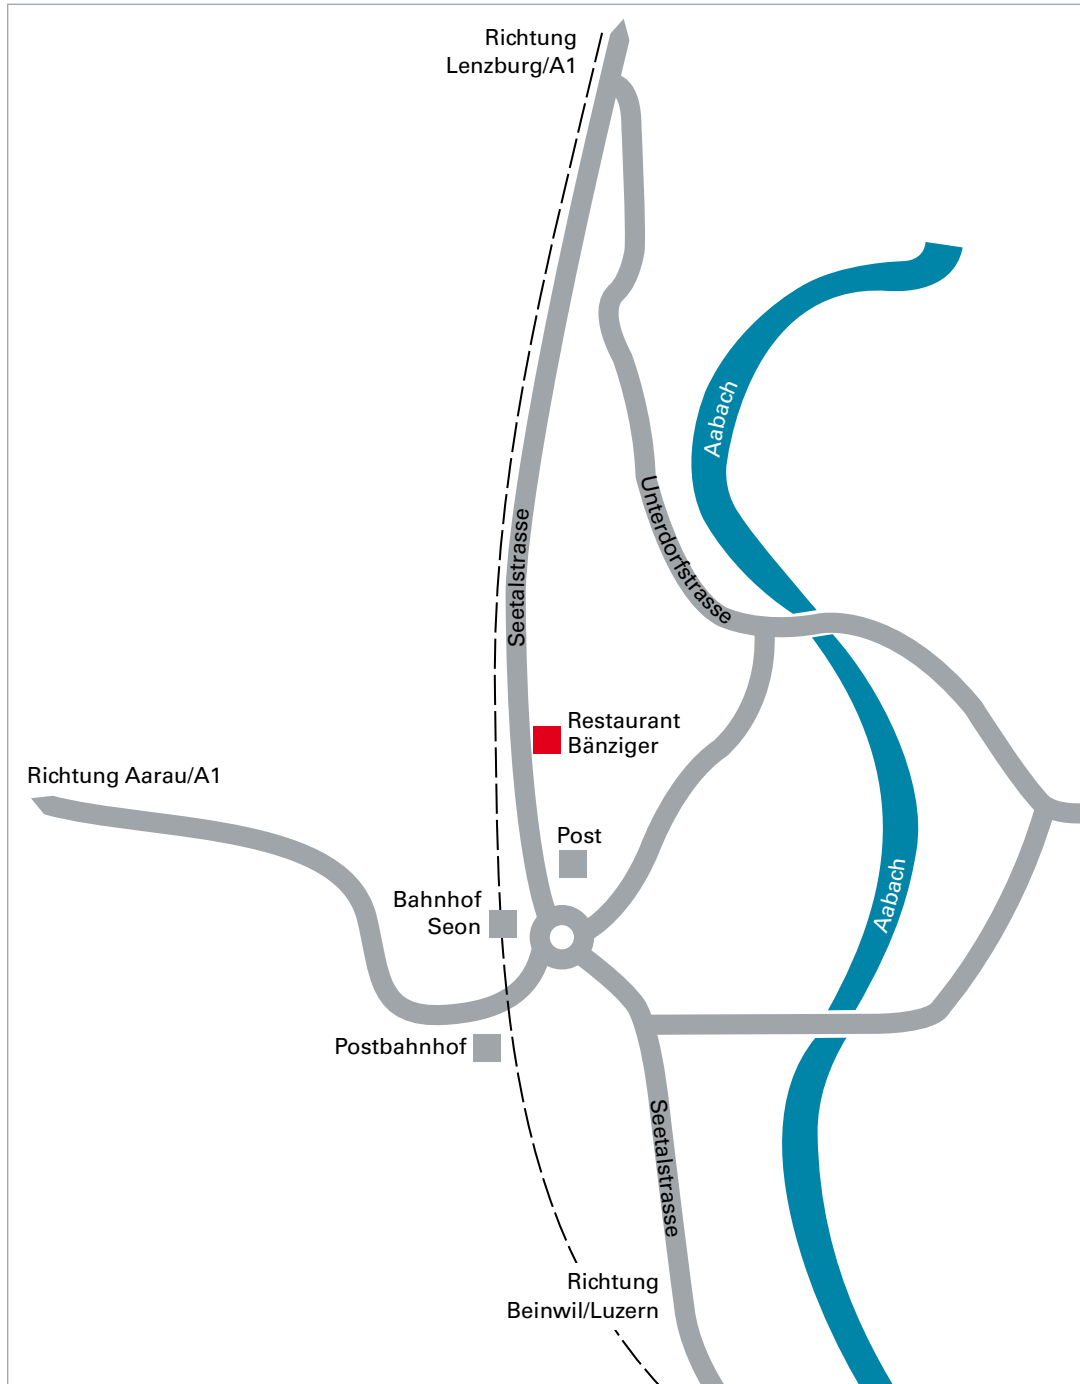 Richtung
Lenzburg/A1
Aabach
Unterdorfstrasse
Seetalstrasse
Restaurant
Bänziger
Richtung Aarau/A1
Post
Aabach
Bahnhof
Seon
Postbahnhof
Seetalstrasse
Richtung
Beinwil/Luzern